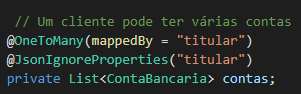 // Um cliente pode ter várias contas
@OneToMany(mappedBy = "titular")
@JsonIgnoreProperties("titular")
private List<ContaBancaria> contas;